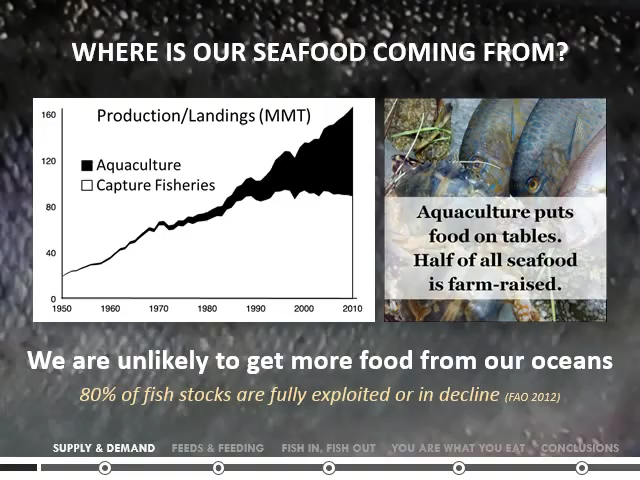 WHERE IS OUR SEAFOOD COMING FROM?
Production/Landings (MMT)
160
120
80
40
0
Aquaculture
Capture Fisheries
1950 1960 1970 1980 1990 2000 2010
Aquaculture puts
food on tables.
Half of all seafood
is farm-raised.
We are unlikely to get more food from our oceans
80% of fish stocks are fully exploited or in decline (FAO 2012)
SUPPLY & DEMAND FEEDS & FEEDING FISH IN, FISH OUT YOU ARE WHAT YOU EAT CONCLUSIONS